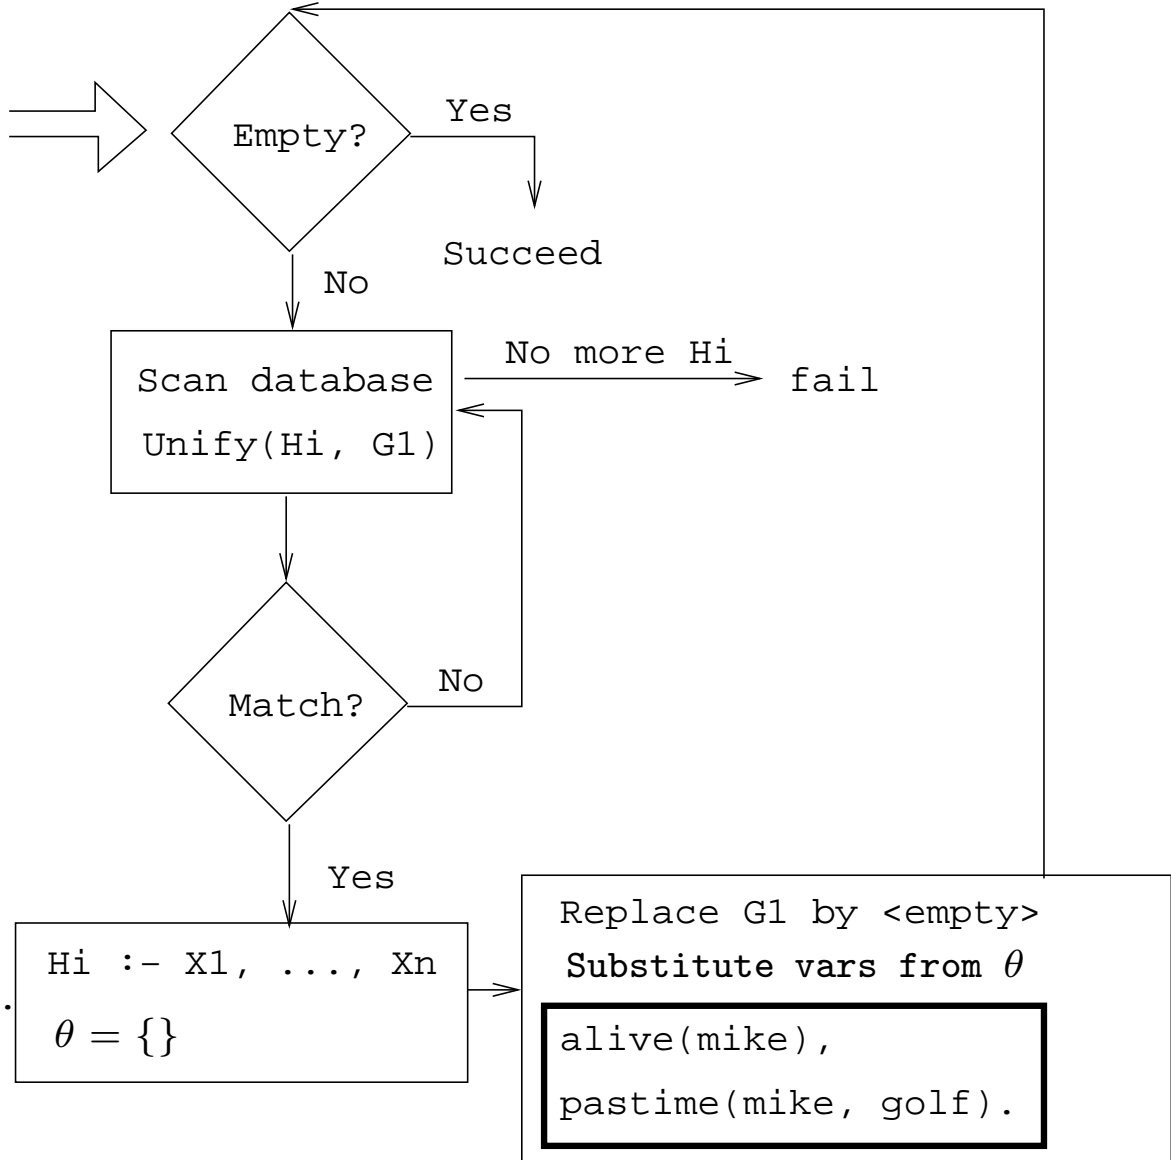 Empty?
Yes
Succeed
No
Scan database
Unify(Hi, G1)
No more Hi
fail
Match?
No
Yes
.
Hi :- X1, ..., Xn
θ = {}
Replace G1 by <empty>
Substitute vars from θ
alive(mike),
pastime(mike, golf).